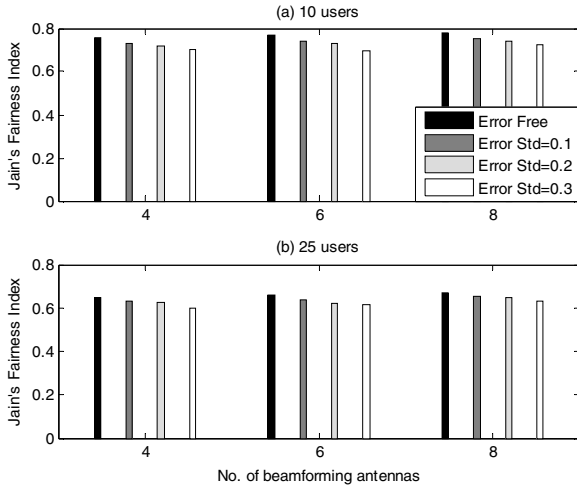 (a) 10 users
Jain's Fairness Index
0.8
0.6
0.4
0.2
0
4
6
8
Error Free
Error Std=0.1
Error Std=0.2
Error Std=0.3
(b) 25 users
Jain's Fairness Index
0.8
0.6
0.4
0.2
0
4
6
8
No. of beamforming antennas